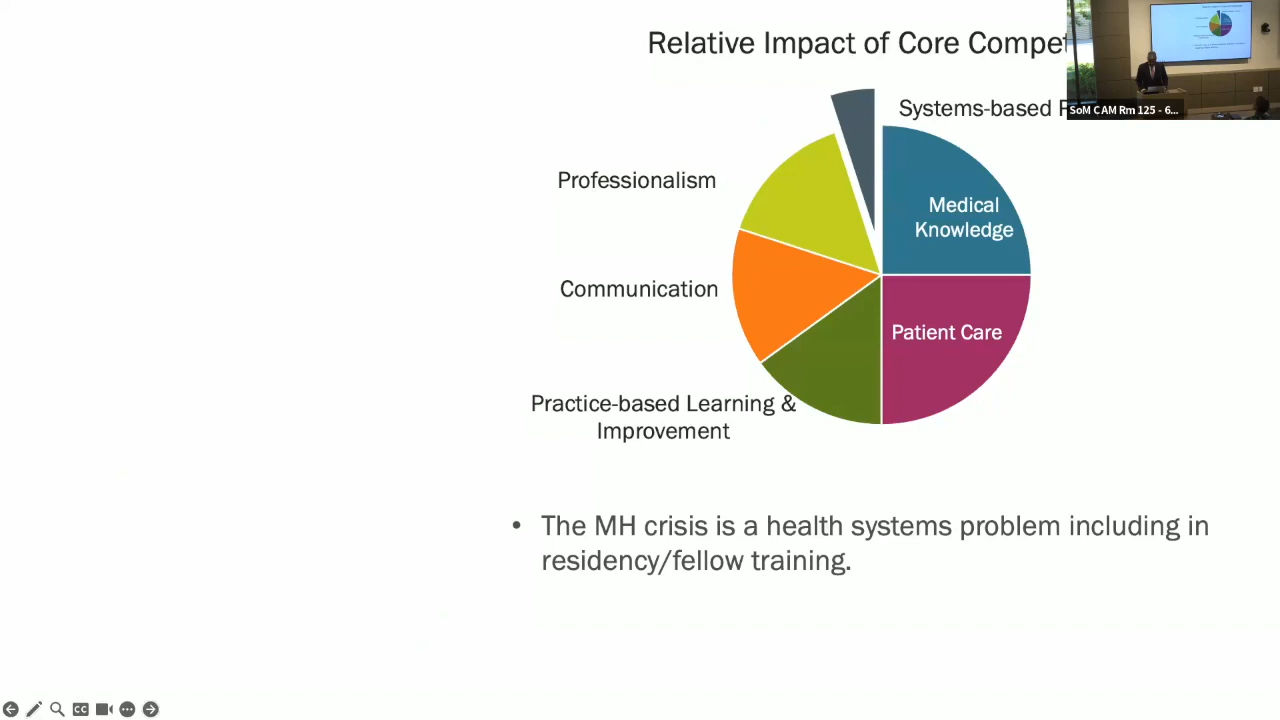 Relative Impact of Core Compet
Systems-based P
SoM CAM Rm 125 - 6...
Professionalism
Medical
Knowledge
Communication
Patient Care
Practice-based Learning &
Improvement
• The MH crisis is a health systems problem including in
residency/fellow training.
CC